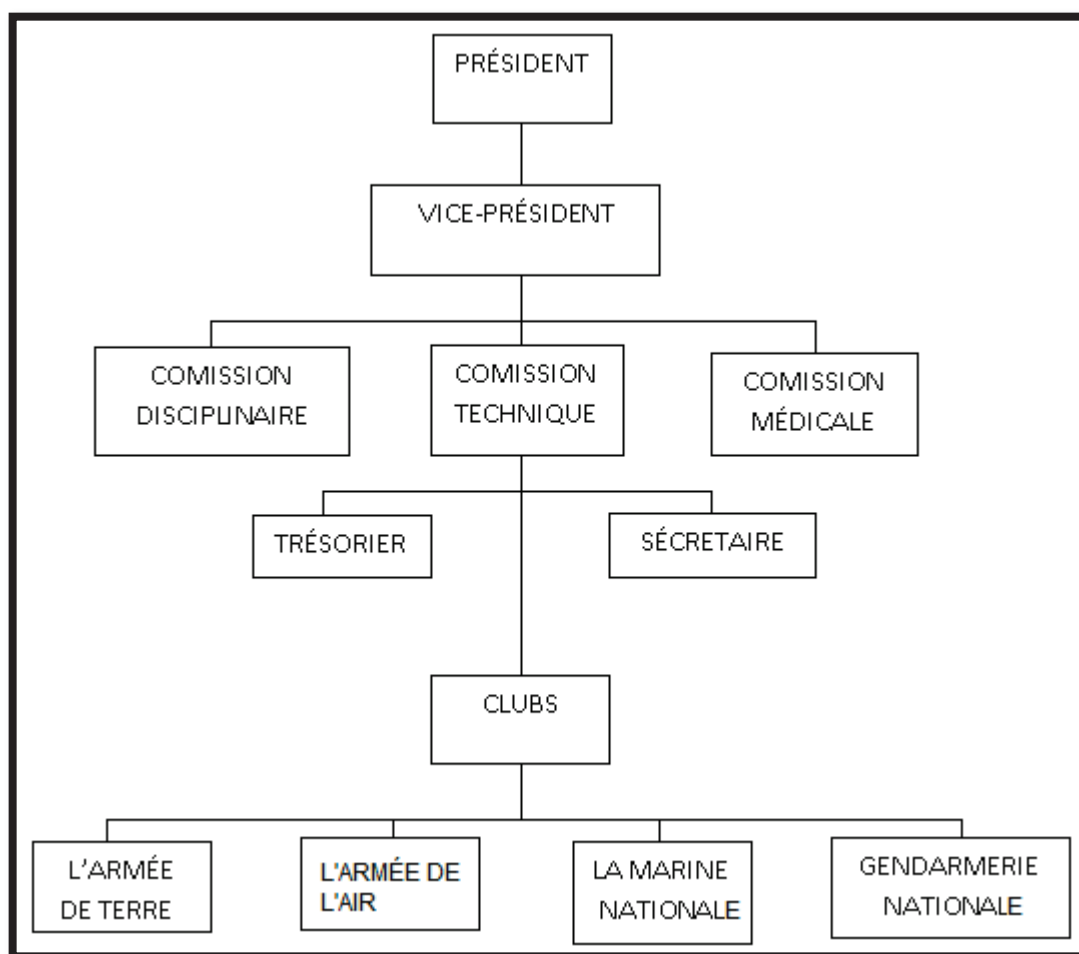 PRÉSIDENT
VICE-PRÉSIDENT
COMISSION
DISCIPLINAIRE
COMISSION
TECHNIQUE
COMISSION
MÉDICALE
TRÉSORIER
SÉCRETAIRE
CLUBS
L'ARMÉE
DE TERRE
L'ARMÉE DE
L'AIR
LA MARINE
NATIONALE
GENDARMERIE
NATIONALE